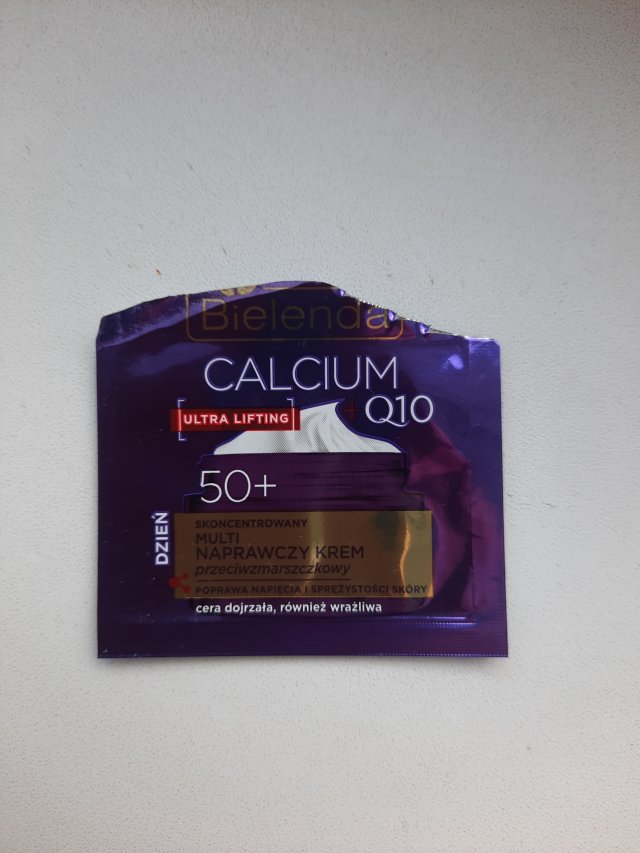 Bielenda
CALCIUM
+ Q10
[ULTRA LIFTING]
50+
DZIEŃ
SKONCENTROWANY
MULTI
NAPRAWCZY KREM
przeciwzmarszczkowy
POPRAWA NAPIĘCIA I SPRĘŻYSTOŚCI SKÓRY
cera dojrzała, również wrażliwa